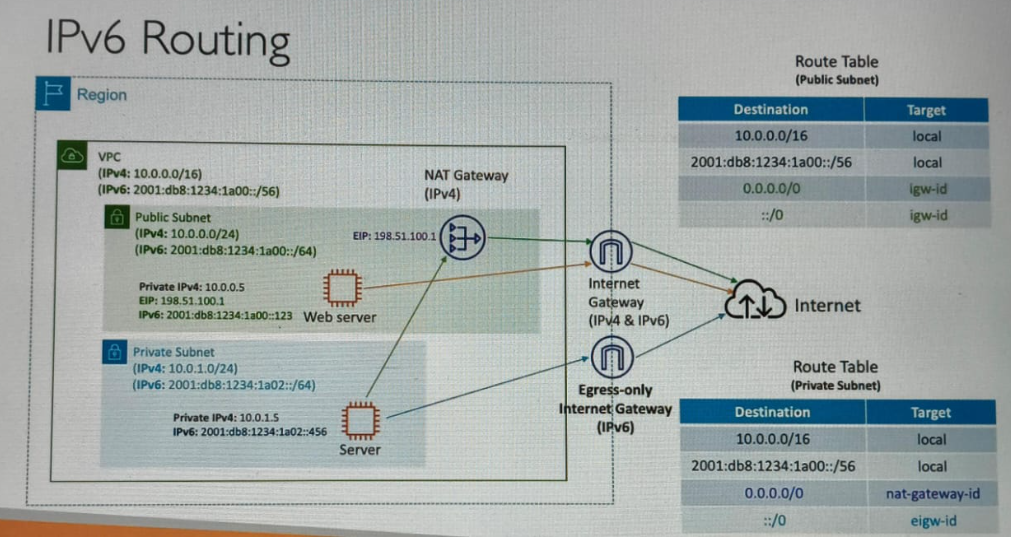 IPv6 Routing
Region
VPC
(IPv4: 10.0.0.0/16)
(IPv6: 2001:db8:1234:1a00::/56)
NAT Gateway
(IPv4)
Public Subnet
(IPv4: 10.0.0.0/24)
(IPv6: 2001:db8:1234:1a00::/64)
EIP: 198.51.100.1
Private IPv4: 10.0.0.5
EIP: 198.51.100.1
IPv6: 2001:db8:1234:1a00::123
Web server
Private Subnet
(IPv4: 10.0.1.0/24)
(IPv6: 2001:db8:1234:1a02::/64)
Private IPv4: 10.0.1.5
IPv6: 2001:db8:1234:1a02::456
Server
Internet
Gateway
(IPv4 & IPv6)
Egress-only
Internet Gateway
(IPv6)
Internet
Route Table
(Public Subnet)
Destination Target
10.0.0.0/16 local
2001:db8:1234:1a00::/56 local
0.0.0.0/0 igw-id
::/0 igw-id
Route Table
(Private Subnet)
Destination Target
10.0.0.0/16 local
2001:db8:1234:1a00::/56 local
0.0.0.0/0 nat-gateway-id
::/0 eigw-id